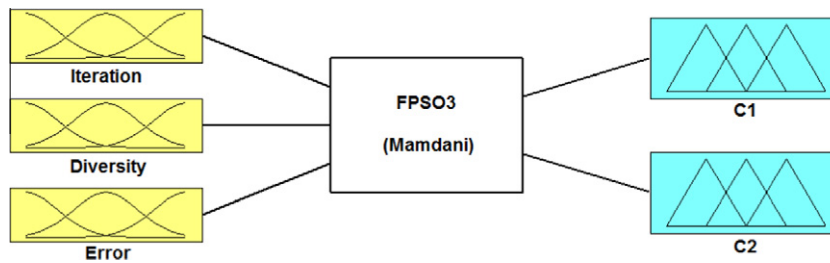 Iteration
Diversity
Error
FPSO3
(Mamdani)
C1
C2